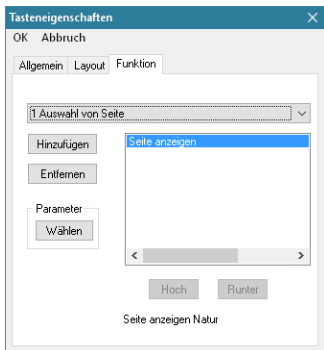 Tasteneigenschaften
OK Abbruch
Allgemein Layout Funktion
1 Auswahl von Seite
Hinzufügen
Seite anzeigen
Entfernen
Parameter
Wählen
Hoch Runter
Seite anzeigen Natur